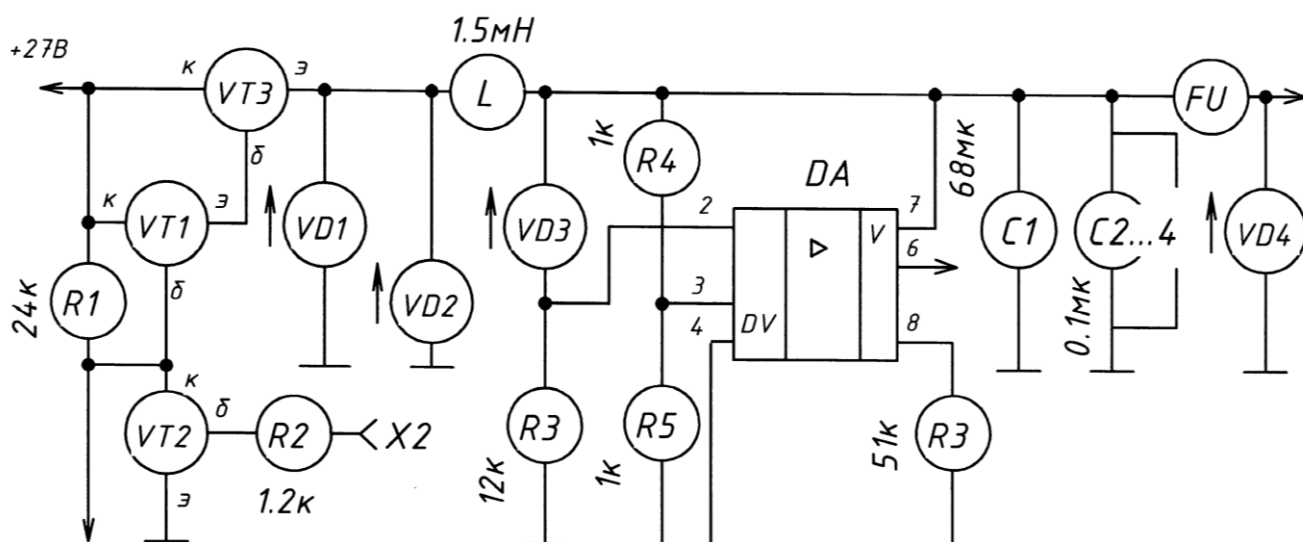 1.5мН
+27В
к
VT3
э
L
FU
б
1к
R4
68мк
DA
к
VT1
э
VD1
VD3
2
7
V
C1
C2...4
VD4
6
24к
R1
б
VD2
3
4
DV
8
0.1мк
к
VT2
б
R2
X2
R3
R5
R3
э
1.2к
12к
1к
51к